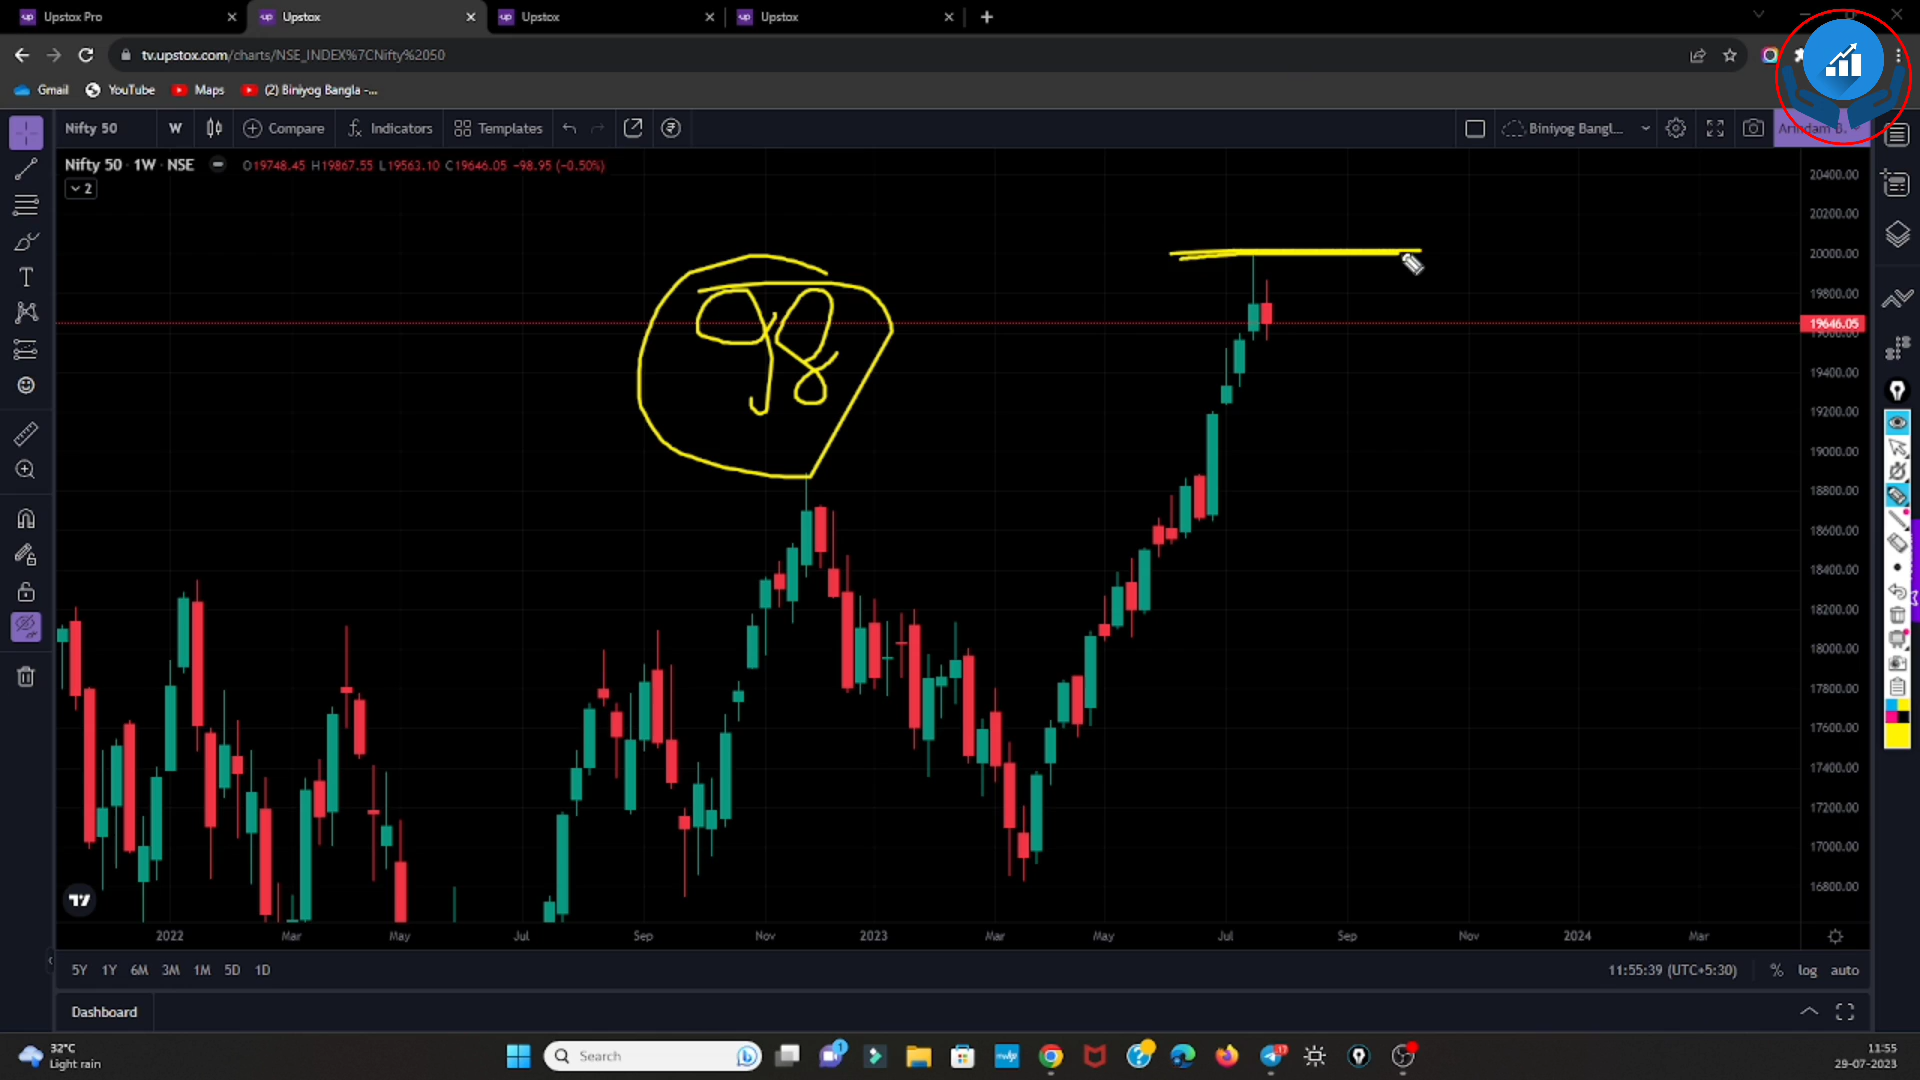 Upstox Pro
Upstox
Upstox
Upstox
tv.upstox.com/charts/NSE_INDEX%7CNifty%2050
Gmail
YouTube
Maps
(2) Biniyog Bangla -...
Nifty 50
W
Compare
Indicators
Templates
Biniyog Bangl...
Arindam B.
Nifty 50 · 1W · NSE
O19748.45 H19867.55 L19563.10 C19646.05 −98.95 (−0.50%)
2
98
20400.00
20200.00
20000.00
19800.00
19646.05
19600.00
19400.00
19200.00
19000.00
18800.00
18600.00
18400.00
18200.00
18000.00
17800.00
17600.00
17400.00
17200.00
17000.00
16800.00
2022
Mar
May
Jul
Sep
Nov
2023
Mar
May
Jul
Sep
Nov
2024
Mar
5Y 1Y 6M 3M 1M 5D 1D
11:55:39 (UTC+5:30)
%
log
auto
Dashboard
32°C
Light rain
Search
11:55
29-07-2023